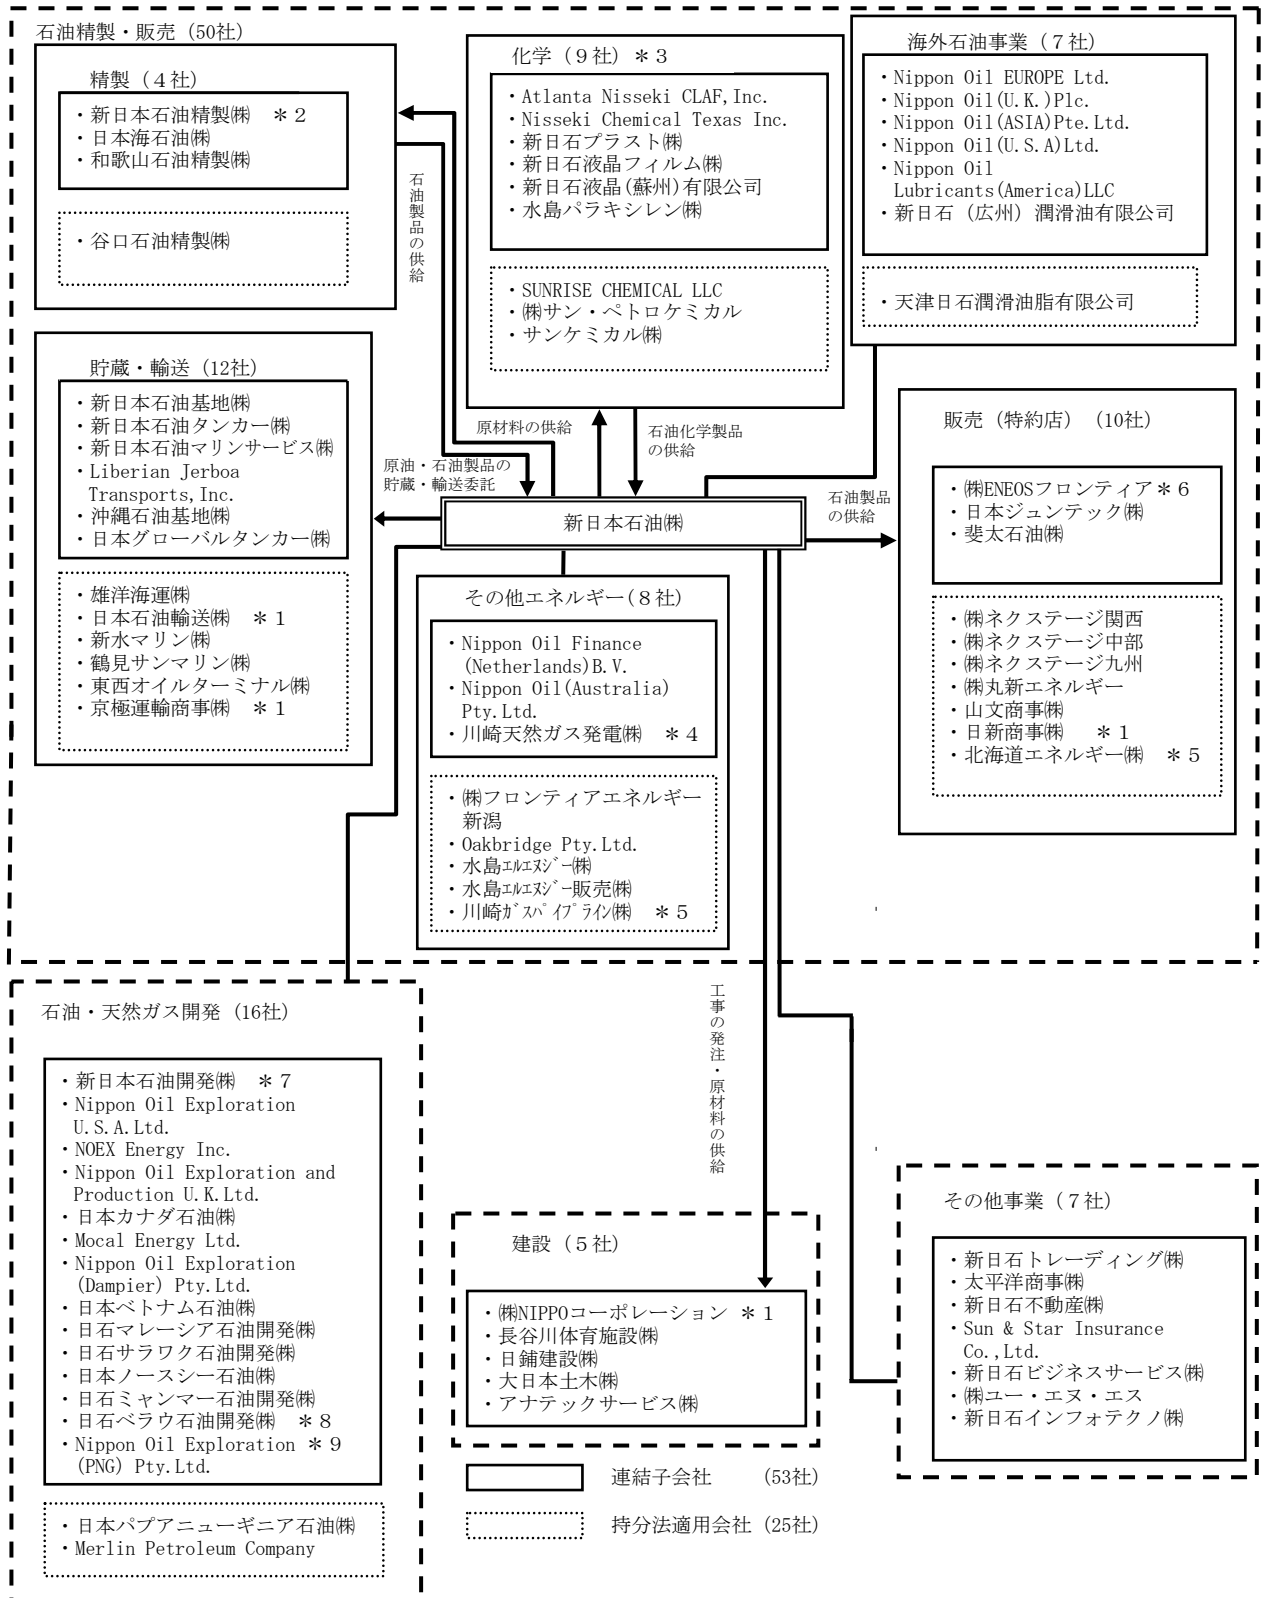 石油精製・販売（50社）
精製（４社）
・新日本石油精製㈱　＊２
・日本海石油㈱
・和歌山石油精製㈱
・谷口石油精製㈱
石油製品の供給
化学（９社）＊３
・Atlanta Nisseki CLAF,Inc.
・Nisseki Chemical Texas Inc.
・新日石プラスト㈱
・新日石液晶フィルム㈱
・新日石液晶(蘇州)有限公司
・水島パラキシレン㈱
・SUNRISE CHEMICAL LLC
・㈱サン・ペトロケミカル
・サンケミカル㈱
海外石油事業（７社）
・Nippon Oil EUROPE Ltd.
・Nippon Oil(U.K.)Plc.
・Nippon Oil(ASIA)Pte.Ltd.
・Nippon Oil(U.S.A)Ltd.
・Nippon Oil
Lubricants(America)LLC
・新日石（広州）潤滑油有限公司
・天津日石潤滑油脂有限公司
貯蔵・輸送（12社）
・新日本石油基地㈱
・新日本石油タンカー㈱
・新日本石油マリンサービス㈱
・Liberian Jerboa
Transports,Inc.
・沖縄石油基地㈱
・日本グローバルタンカー㈱
・雄洋海運㈱
・日本石油輸送㈱　＊１
・新水マリン㈱
・鶴見サンマリン㈱
・東西オイルターミナル㈱
・京極運輸商事㈱　＊１
原材料の供給
石油化学製品
の供給
原油・石油製品の
貯蔵・輸送委託
新日本石油㈱
石油製品
の供給
販売（特約店）（10社）
・㈱ENEOSフロンティア＊６
・日本ジュンテック㈱
・斐太石油㈱
・㈱ネクステージ関西
・㈱ネクステージ中部
・㈱ネクステージ九州
・㈱丸新エネルギー
・山文商事㈱
・日新商事㈱　＊１
・北海道エネルギー㈱　＊５
その他エネルギー(８社)
・Nippon Oil Finance
(Netherlands)B.V.
・Nippon Oil(Australia)
Pty.Ltd.
・川崎天然ガス発電㈱　＊４
・㈱フロンティアエネルギー
新潟
・Oakbridge Pty.Ltd.
・水島ｴﾙｴﾇｼﾞｰ㈱
・水島ｴﾙｴﾇｼﾞｰ販売㈱
・川崎ｶﾞｽﾊﾟｲﾌﾟﾗｲﾝ㈱　＊５
石油・天然ガス開発（16社）
・新日本石油開発㈱　＊７
・Nippon Oil Exploration
U.S.A.Ltd.
・NOEX Energy Inc.
・Nippon Oil Exploration and
Production U.K.Ltd.
・日本カナダ石油㈱
・Mocal Energy Ltd.
・Nippon Oil Exploration
(Dampier) Pty.Ltd.
・日本ベトナム石油㈱
・日石マレーシア石油開発㈱
・日石サラワク石油開発㈱
・日本ノースシー石油㈱
・日石ミャンマー石油開発㈱
・日石ベラウ石油開発㈱　＊８
・Nippon Oil Exploration ＊９
(PNG) Pty.Ltd.
・日本パプアニューギニア石油㈱
・Merlin Petroleum Company
工事の発注・原材料の供給
建設（５社）
・㈱NIPPOコーポレーション　＊１
・長谷川体育施設㈱
・日鋪建設㈱
・大日本土木㈱
・アナテックサービス㈱
その他事業（７社）
・新日石トレーディング㈱
・太平洋商事㈱
・新日石不動産㈱
・Sun & Star Insurance
Co.,Ltd.
・新日石ビジネスサービス㈱
・㈱ユー・エヌ・エス
・新日石インフォテクノ㈱
連結子会社　（53社）
持分法適用会社（25社）